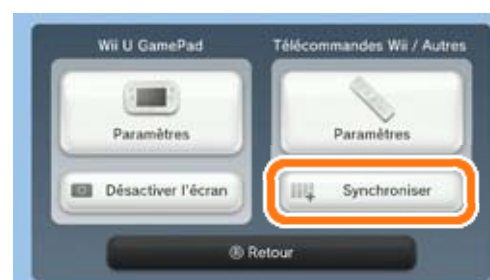 Wii U GamePad
Télécommandes Wii / Autres
Paramètres
Paramètres
Désactiver l'écran
Synchroniser
Ⓑ Retour